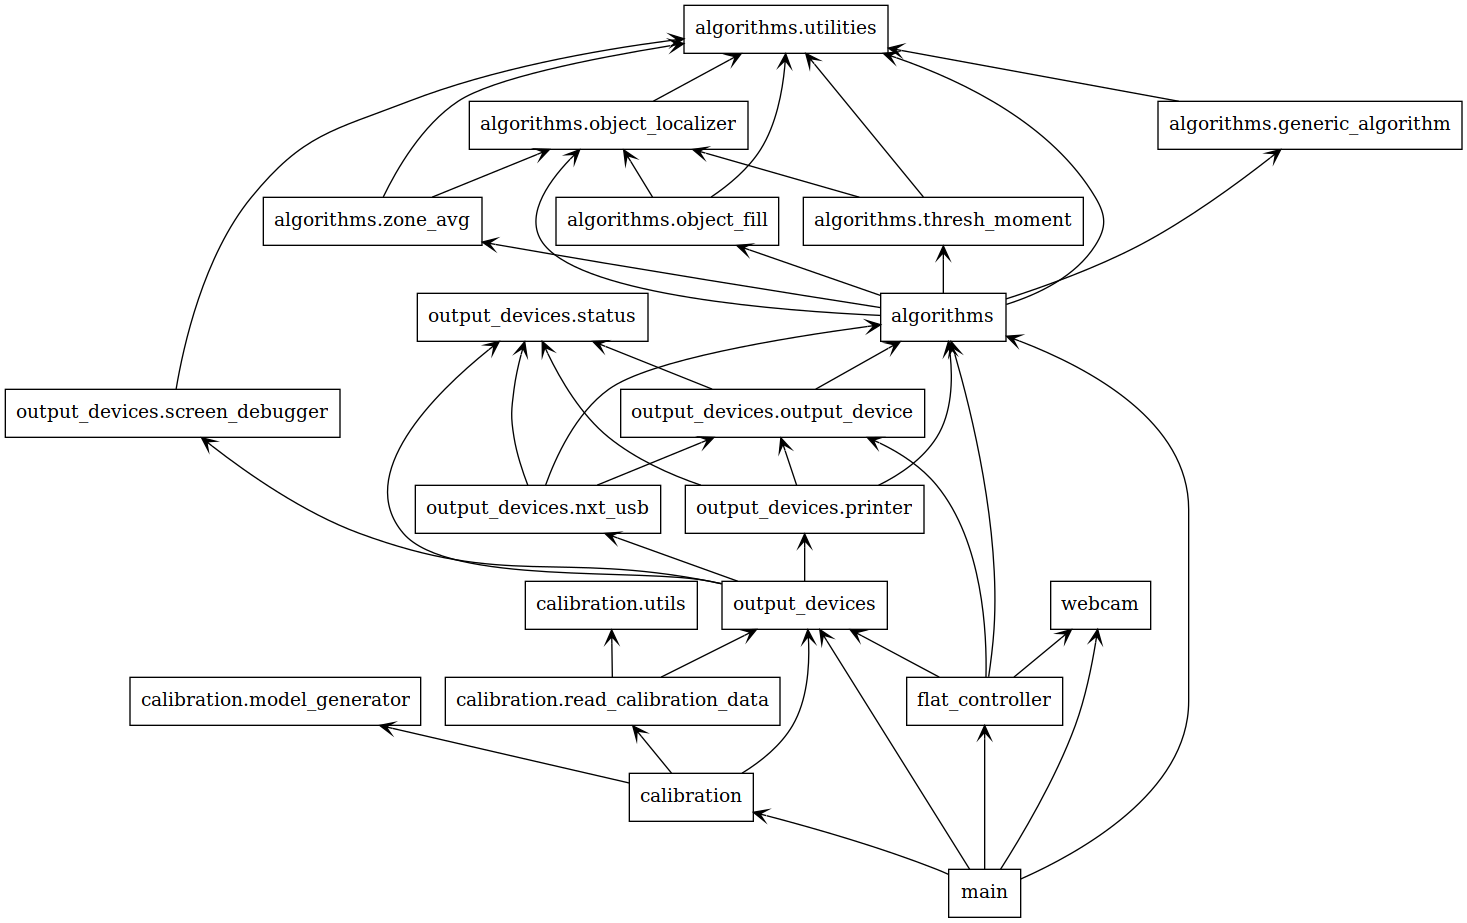 algorithms.utilities
algorithms.object_localizer
algorithms.generic_algorithm
algorithms.zone_avg
algorithms.object_fill
algorithms.thresh_moment
output_devices.status
algorithms
output_devices.screen_debugger
output_devices.output_device
output_devices.nxt_usb
output_devices.printer
calibration.utils
output_devices
webcam
calibration.model_generator
calibration.read_calibration_data
flat_controller
calibration
main